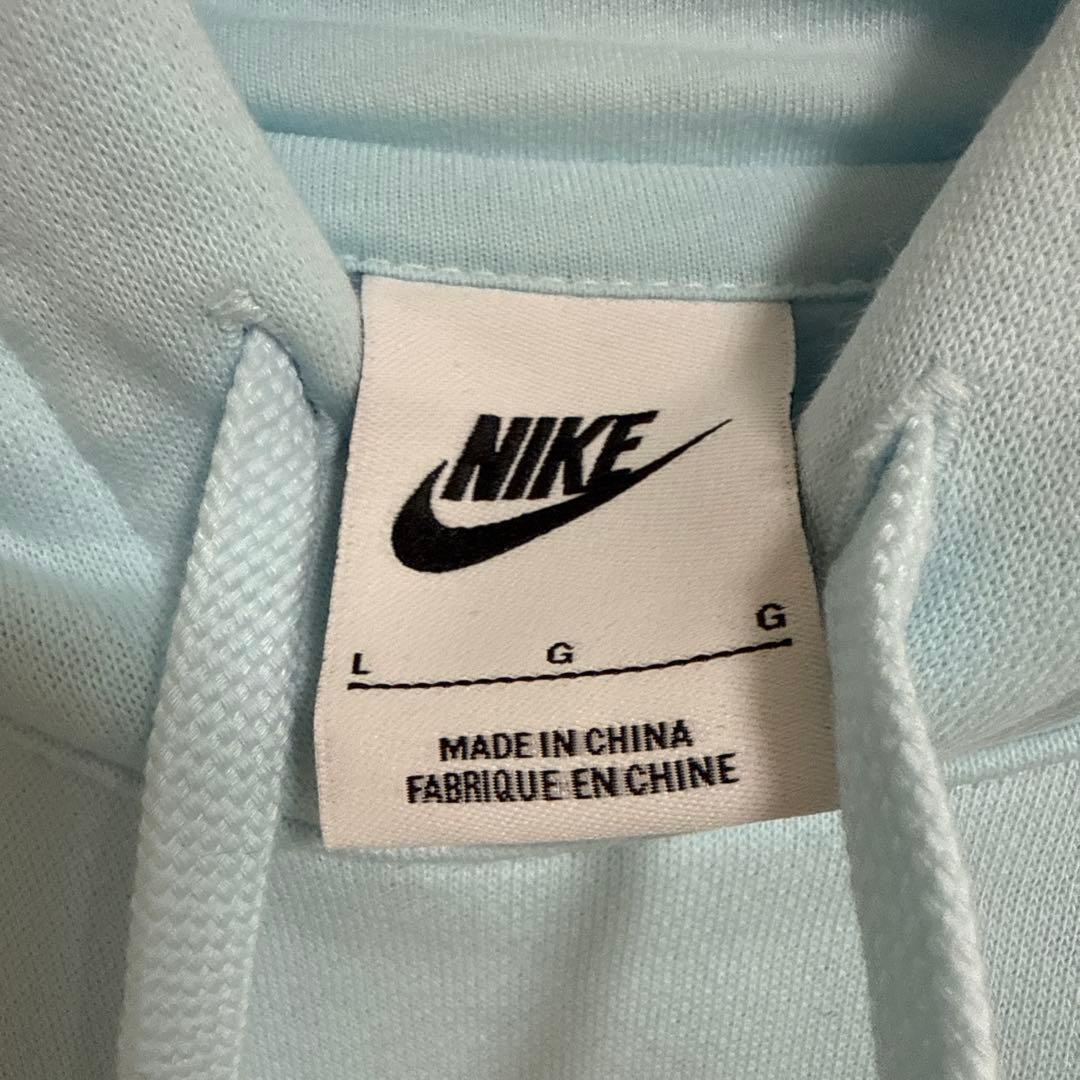 NIKE
L G G
MADE IN CHINA
FABRIQUE EN CHINE